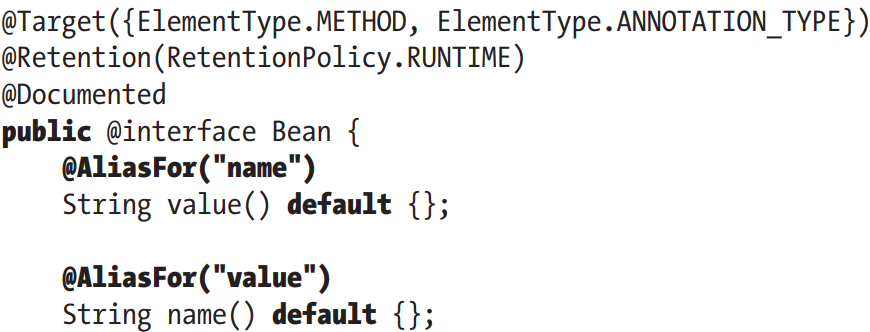 @Target({ElementType.METHOD, ElementType.ANNOTATION_TYPE})
@Retention(RetentionPolicy.RUNTIME)
@Documented
public @interface Bean {
    @AliasFor("name")
    String value() default {};

    @AliasFor("value")
    String name() default {};